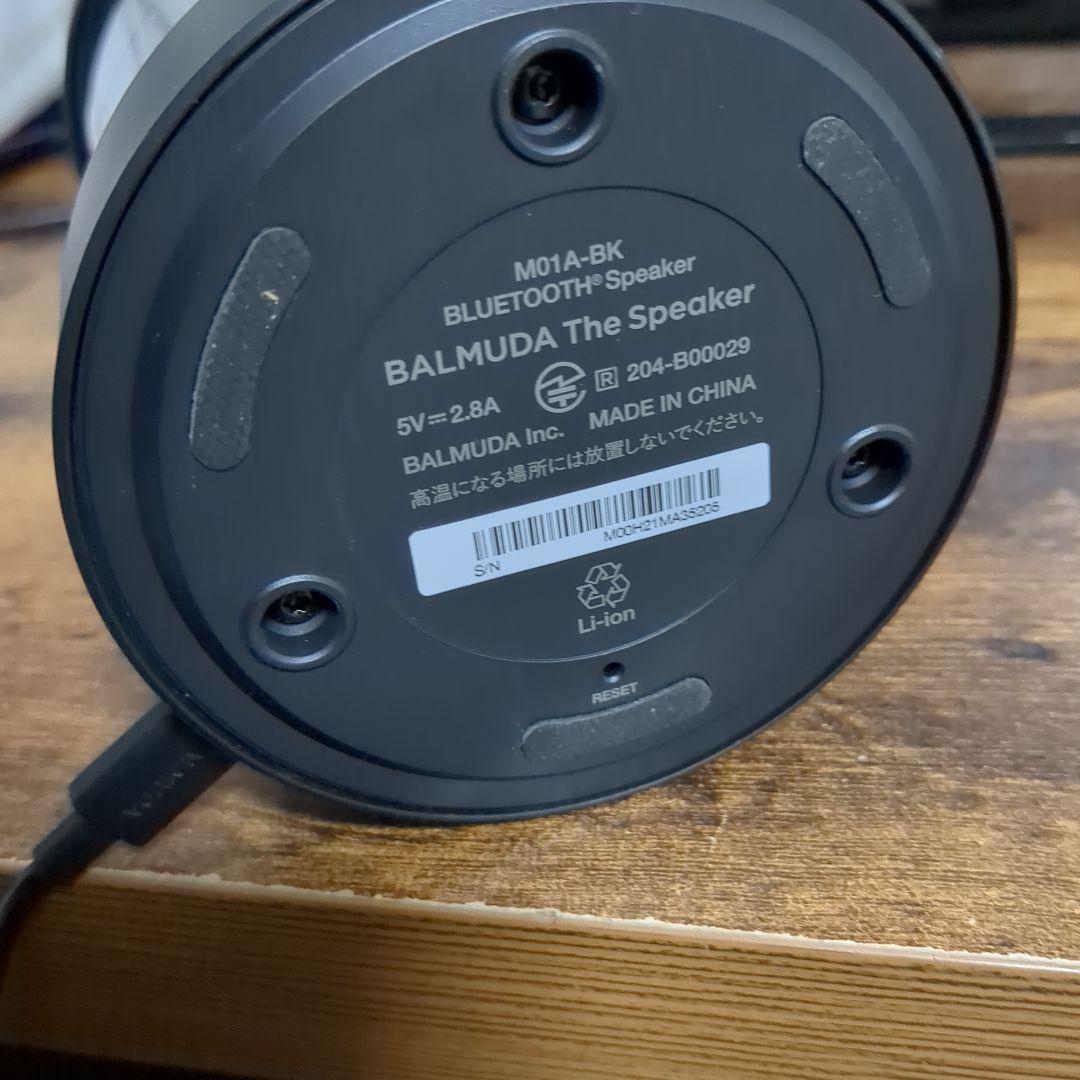 M01A-BK
BLUETOOTH® Speaker
BALMUDA The Speaker
5V⎓2.8A R 204-B00029
BALMUDA Inc. MADE IN CHINA
高温になる場所には放置しないでください。
S/N M00H21MA35205
Li-ion
RESET